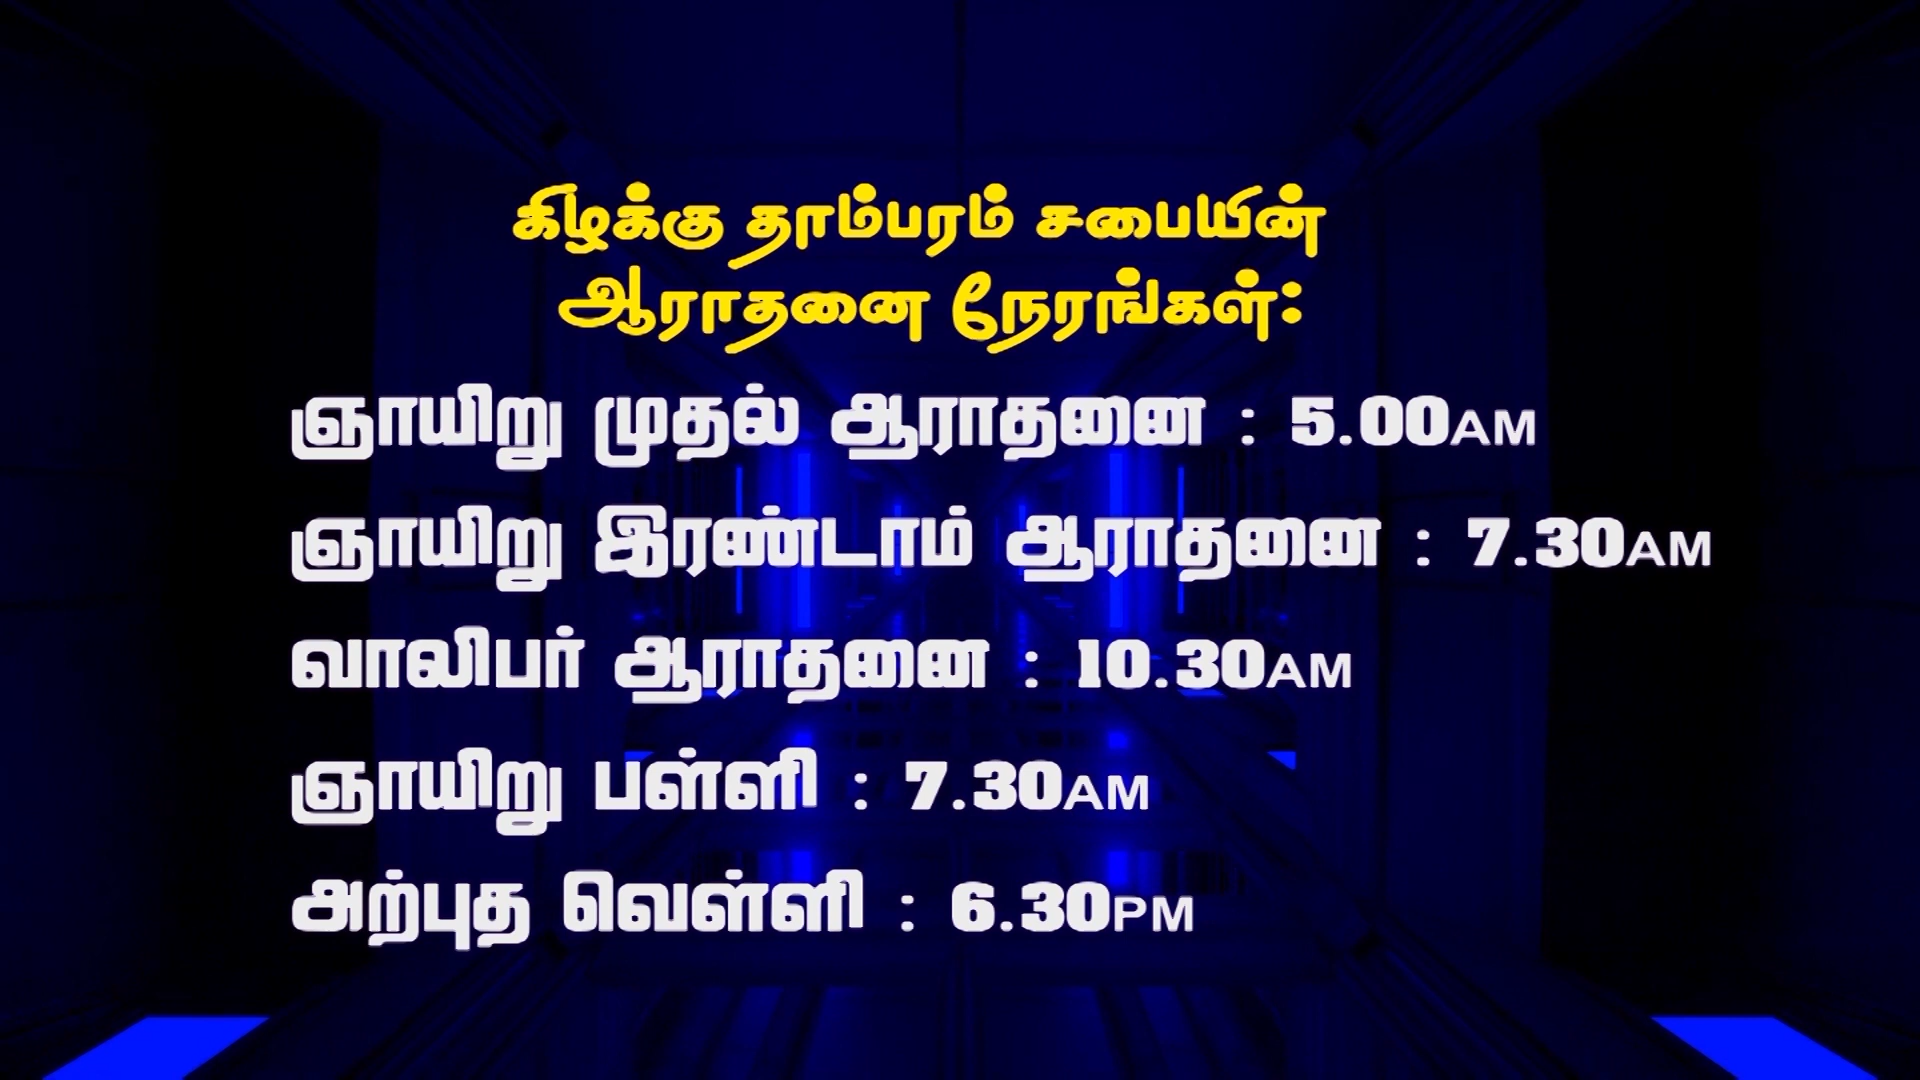 கிழக்கு தாம்பரம் சபையின்
ஆராதனை நேரங்கள்:
ஞாயிறு முதல் ஆராதனை : 5.00AM
ஞாயிறு இரண்டாம் ஆராதனை : 7.30AM
வாலிபர் ஆராதனை : 10.30AM
ஞாயிறு பள்ளி : 7.30AM
அற்புத வெள்ளி : 6.30PM